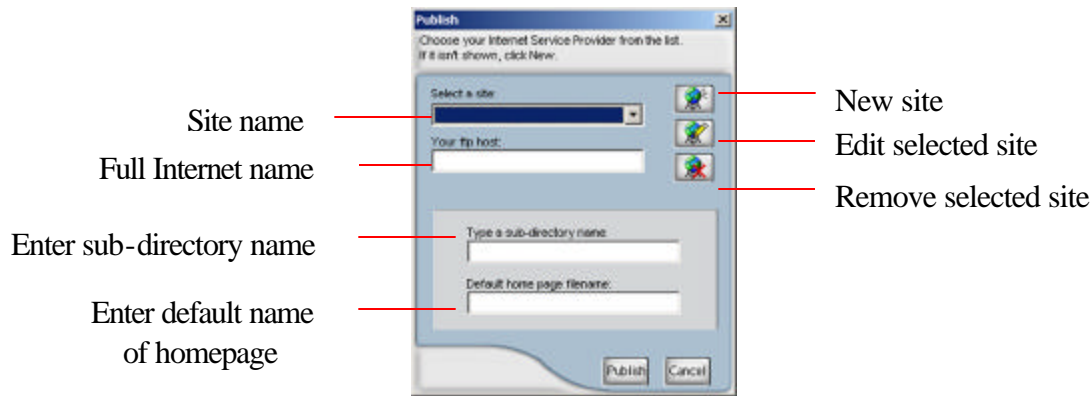 Publish
Choose your Internet Service Provider from the list.
If it isn't shown, click New.
Select a site:
Site name
New site
Your ftp host:
Edit selected site
Full Internet name
Remove selected site
Type a sub-directory name:
Enter sub-directory name
Default home page filename:
Enter default name
of homepage
Publish
Cancel